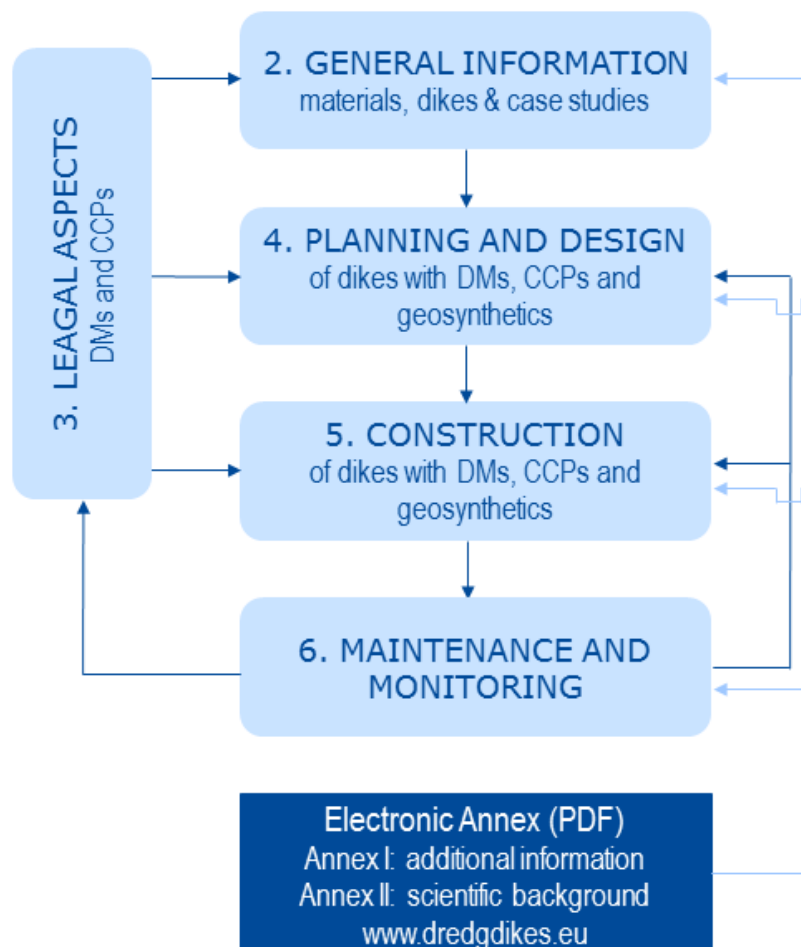 2. GENERAL INFORMATION
materials, dikes & case studies
3. LEAGAL ASPECTS
DMs and CCPs
4. PLANNING AND DESIGN
of dikes with DMs, CCPs and
geosynthetics
5. CONSTRUCTION
of dikes with DMs, CCPs and
geosynthetics
6. MAINTENANCE AND
MONITORING
Electronic Annex (PDF)
Annex I: additional information
Annex II: scientific background
www.dredgdikes.eu